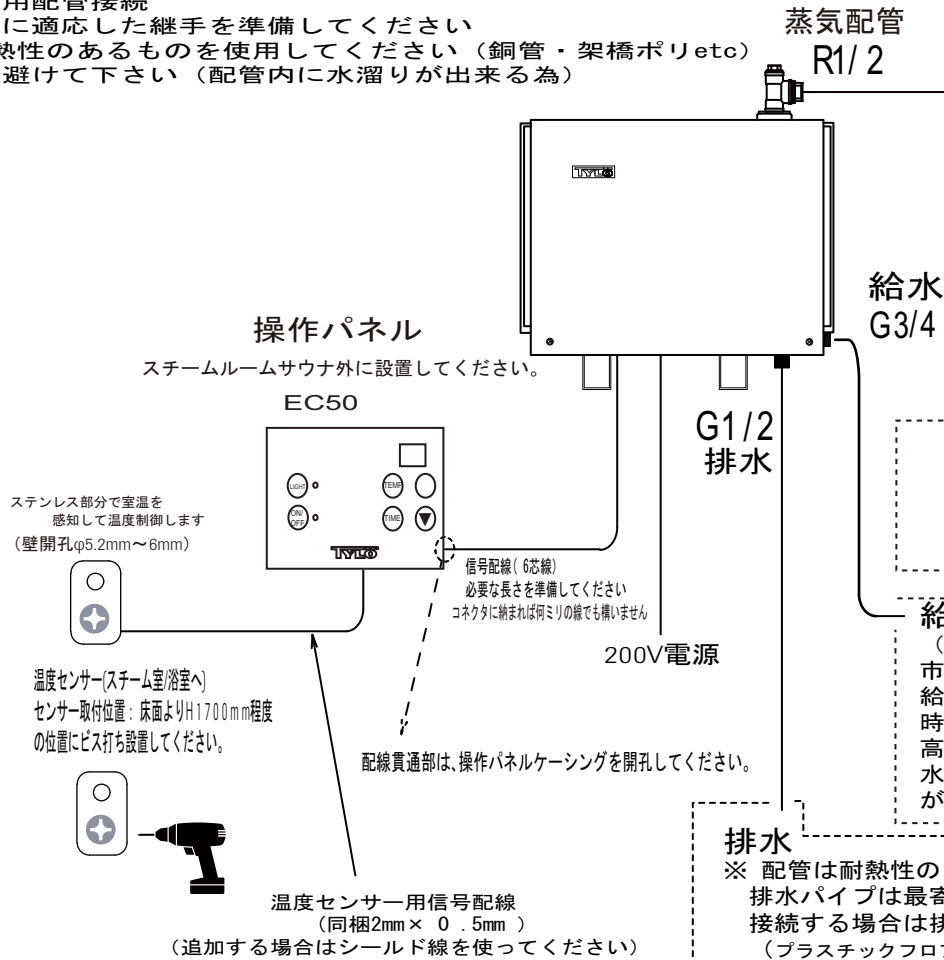 用配管接続
に適応した継手を準備してください
熱性のあるものを使用してください（銅管・架橋ポリetc）
避けて下さい（配管内に水溜りが出来る為）
蒸気配管
R1/2
TYLÖ
給水
G3/4
操作パネル
スチームルームサウナ外に設置してください。
EC50
G1/2
排水
LIGHT
TEMP
ON/
OFF
TIME
TYLÖ
ステンレス部分で室温を
感知して温度制御します
（壁開孔φ5.2mm～6mm）
信号配線( 6芯線)
必要な長さを準備してください
コネクタに納まれば何ミリの線でも構いません
200V電源
温度センサー(スチーム室/浴室へ)
センサー取付位置：床面よりH1700mm程度
の位置にビス打ち設置してください。
配線貫通部は、操作パネルケーシングを開孔してください。
給
（
市
給
時
高
水
が
排水
※ 配管は耐熱性の
排水パイプは最寄
接続する場合は排
（プラスチックフロア
温度センサー用信号配線
（同梱2mm× 0.5mm ）
（追加する場合はシールド線を使ってください）